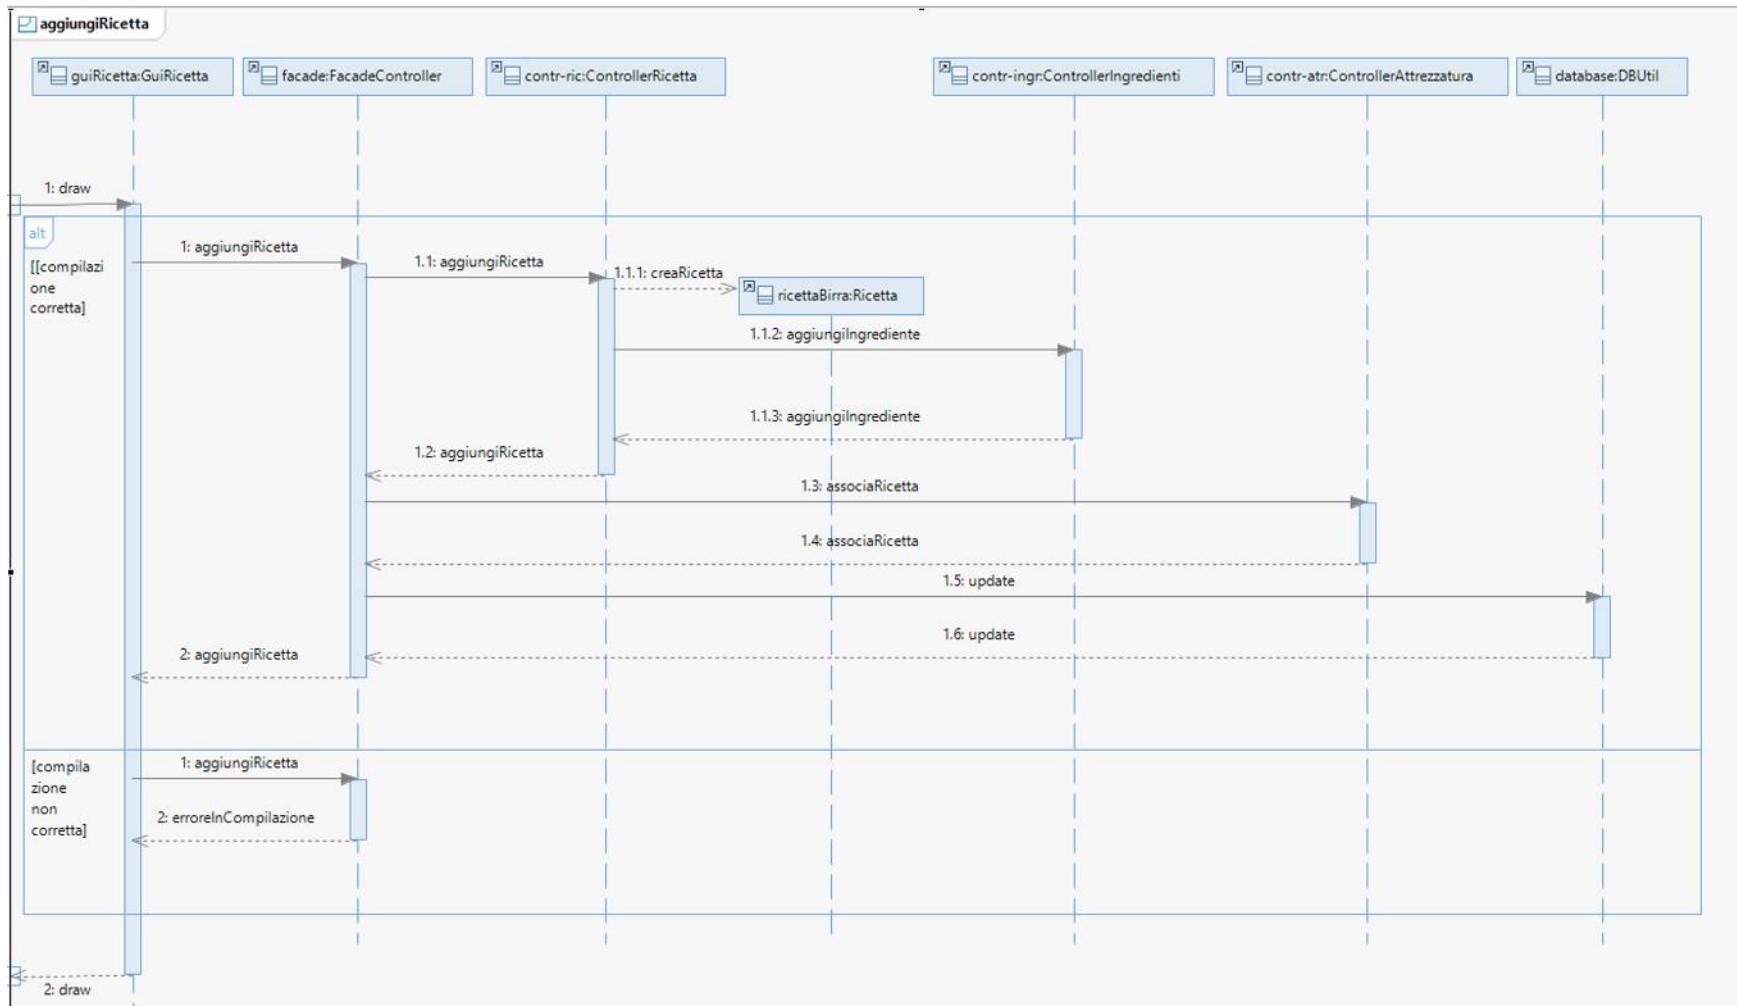 aggiungiRicetta
guiRicetta:GuiRicetta
facade:FacadeController
contr-ric:ControllerRicetta
contr-ingr:ControllerIngredienti
contr-atr:ControllerAttrezzatura
database:DBUtil
1: draw
alt
[[compilazi
one
corretta]
1: aggiungiRicetta
1.1: aggiungiRicetta
1.1.1: creaRicetta
ricettaBirra:Ricetta
1.1.2: aggiungiIngrediente
1.1.3: aggiungiIngrediente
1.2: aggiungiRicetta
1.3: associaRicetta
1.4: associaRicetta
1.5: update
1.6: update
2: aggiungiRicetta
[compila
zione
non
corretta]
1: aggiungiRicetta
2: erroreInCompilazione
2: draw